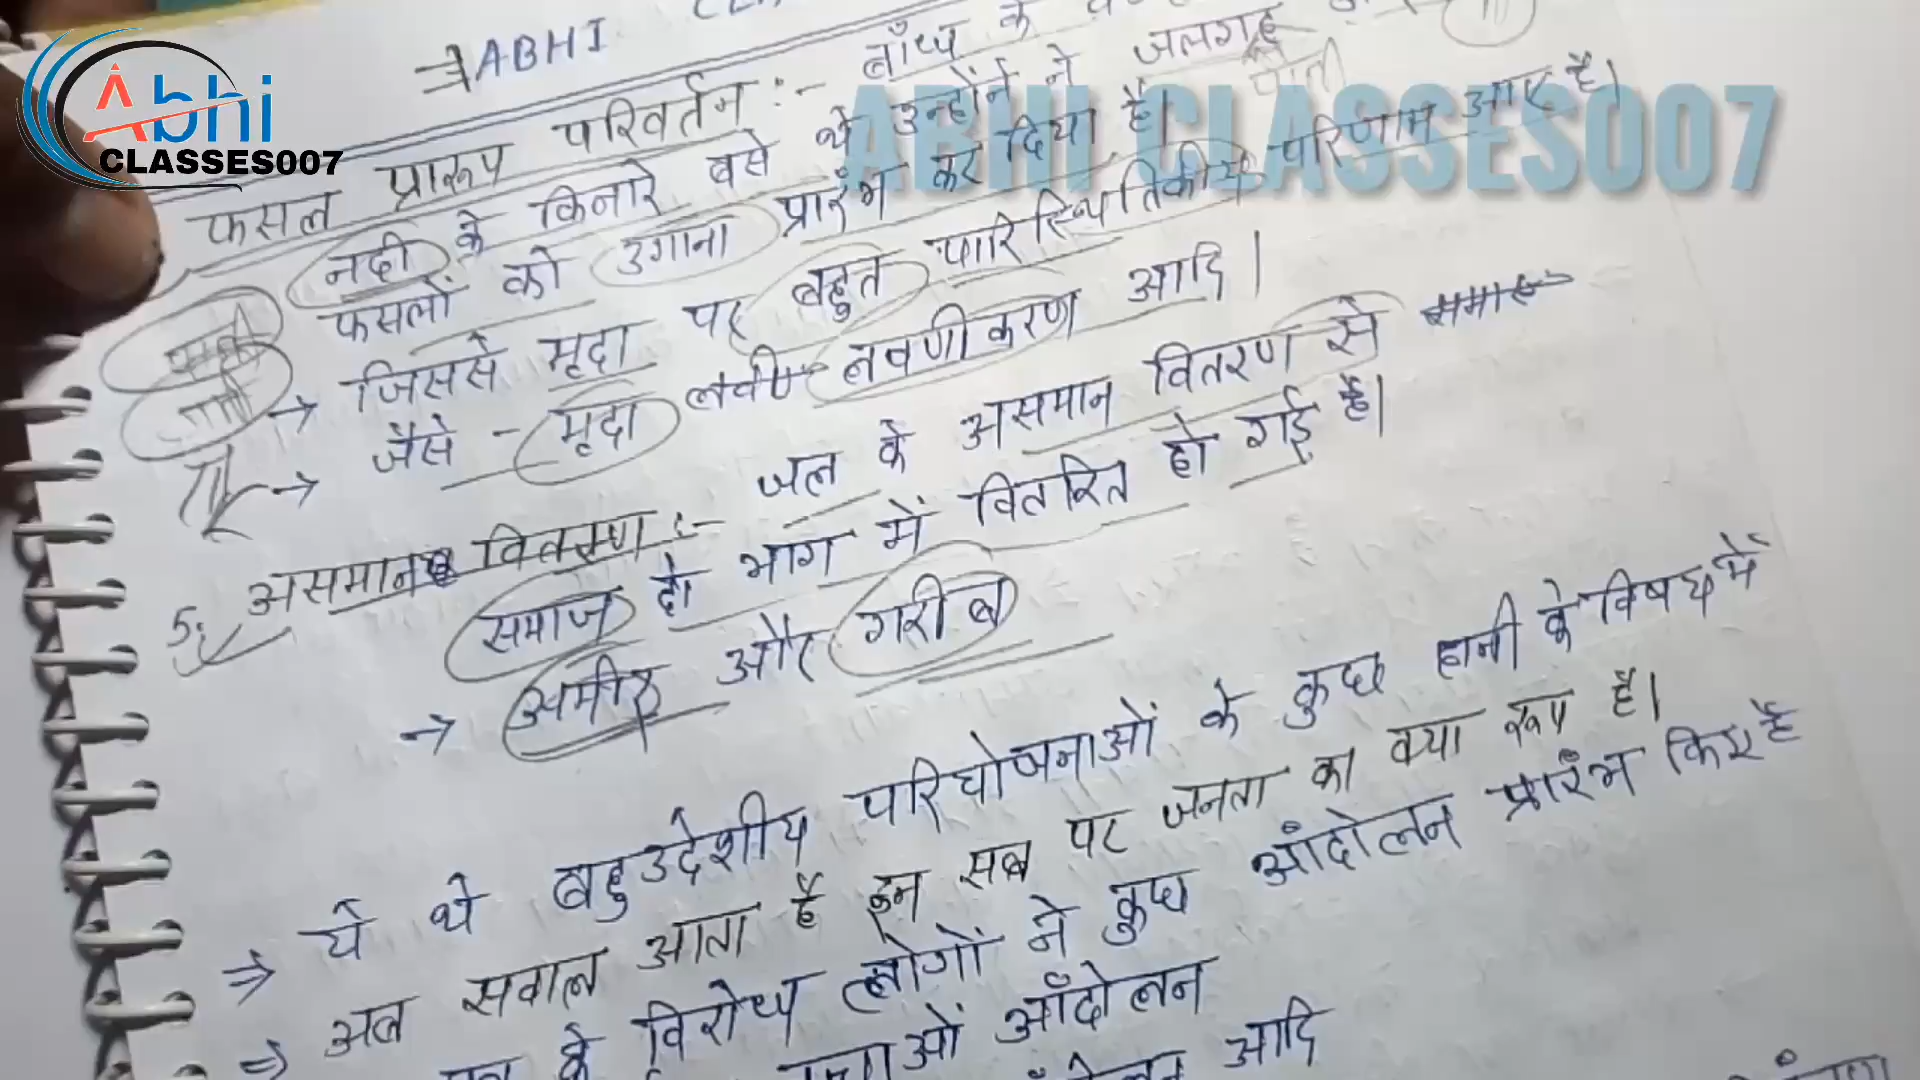 ABHI
Abhi
CLASSES007
ABHI CLASSES007
फसल प्रारूप परिवर्तन :- बाँध के
नदी के किनारे बसे थे उन्होंने ने जलगह
फसलों को उगाना प्रारंभ कर दिया है।
→ जिससे मृदा पर बहुत पारिस्थितिकीय परिणाम आए है।
→ जैसे - मृदा लवणीकरण आदि।
5. असमान वितरण :- जल के असमान वितरण से
समाज दो भाग में वितरित हो गई है।
→ अमीर और गरीब
⇒ ये थे बहुउदेशीय परियोजनाओं के कुछ हानी के विषय में
⇒ अब सवाल आता है इन सब पर जनता का क्या रूप है।
के विरोध लोगों ने कुछ आंदोलन प्रारंभ किए है
आँदोलन
आदि